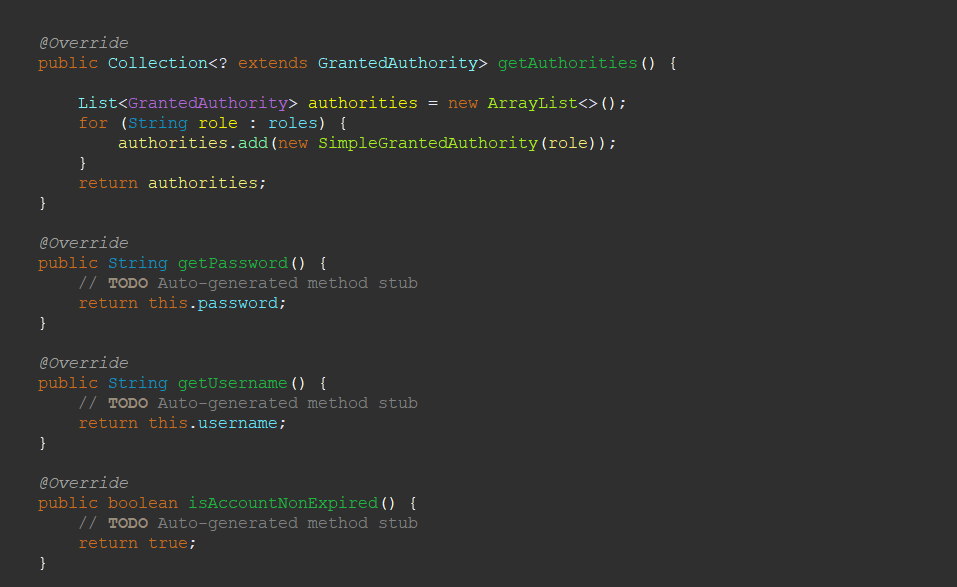 @Override
public Collection<? extends GrantedAuthority> getAuthorities() {
List<GrantedAuthority> authorities = new ArrayList<>();
for (String role : roles) {
authorities.add(new SimpleGrantedAuthority(role));
}
return authorities;
}
@Override
public String getPassword() {
// TODO Auto-generated method stub
return this.password;
}
@Override
public String getUsername() {
// TODO Auto-generated method stub
return this.username;
}
@Override
public boolean isAccountNonExpired() {
// TODO Auto-generated method stub
return true;
}